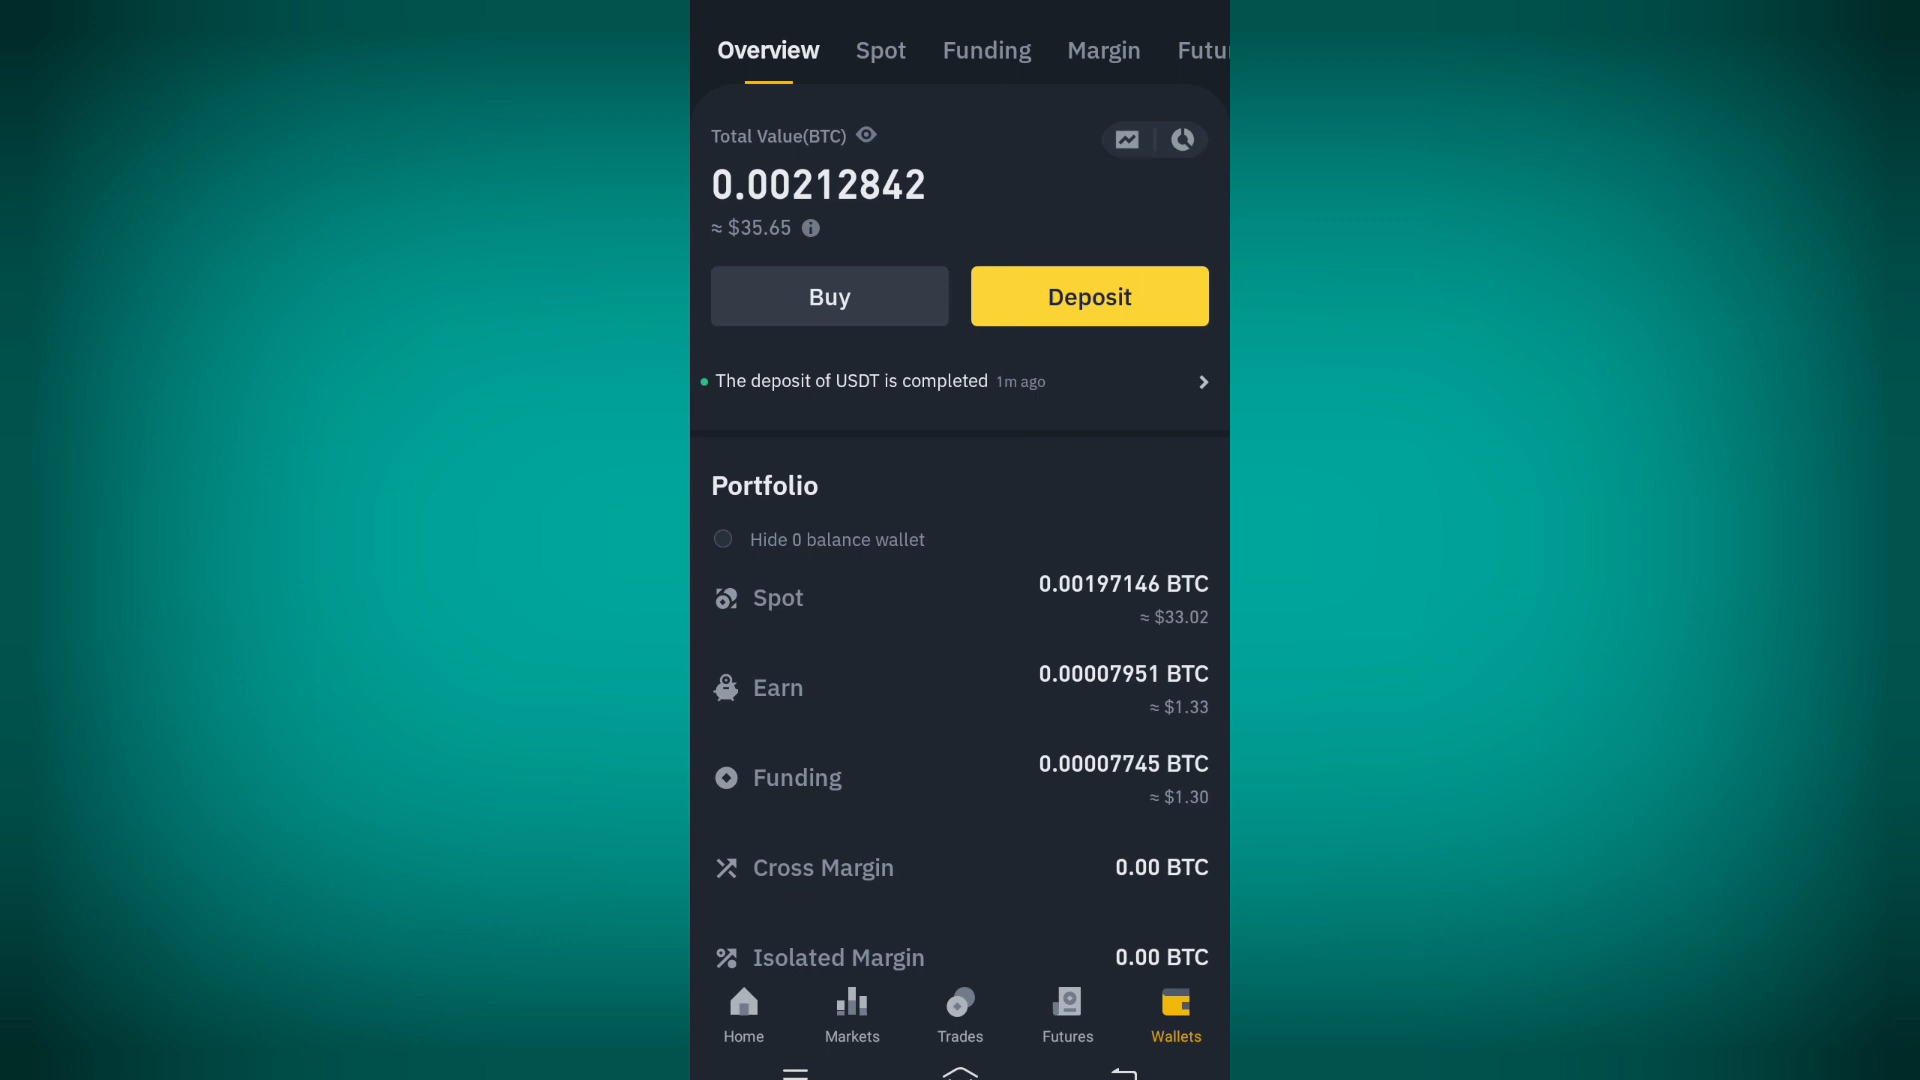 Overview Spot Funding Margin Futu
Total Value(BTC)
0.00212842
≈ $35.65
Buy Deposit
The deposit of USDT is completed 1m ago
Portfolio
Hide 0 balance wallet
Spot 0.00197146 BTC
≈ $33.02
Earn 0.00007951 BTC
≈ $1.33
Funding 0.00007745 BTC
≈ $1.30
Cross Margin 0.00 BTC
Isolated Margin 0.00 BTC
Home Markets Trades Futures Wallets